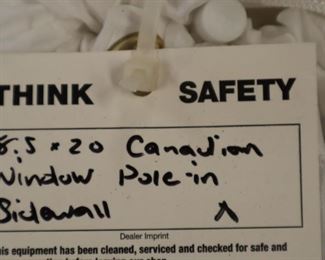 THINK SAFETY
8.5 x 20 Canadian
Window Pole-in
Sidewall
Dealer Imprint
This equipment has been cleaned, serviced and checked for safe and